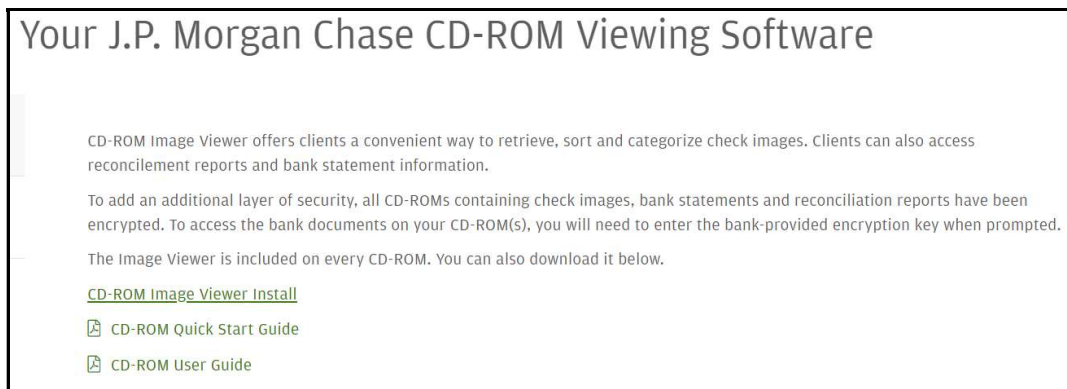 Your J.P. Morgan Chase CD-ROM Viewing Software
CD-ROM Image Viewer offers clients a convenient way to retrieve, sort and categorize check images. Clients can also access
reconcilement reports and bank statement information.
To add an additional layer of security, all CD-ROMs containing check images, bank statements and reconciliation reports have been
encrypted. To access the bank documents on your CD-ROM(s), you will need to enter the bank-provided encryption key when prompted.
The Image Viewer is included on every CD-ROM. You can also download it below.
CD-ROM Image Viewer Install
CD-ROM Quick Start Guide
CD-ROM User Guide